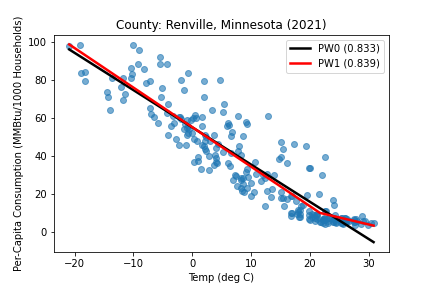 County: Renville, Minnesota (2021)
PW0 (0.833)
PW1 (0.839)
Per-Capita Consumption (MMBtu/1000 Households)
100
80
60
40
20
0
−20
−10
0
10
20
30
Temp (deg C)